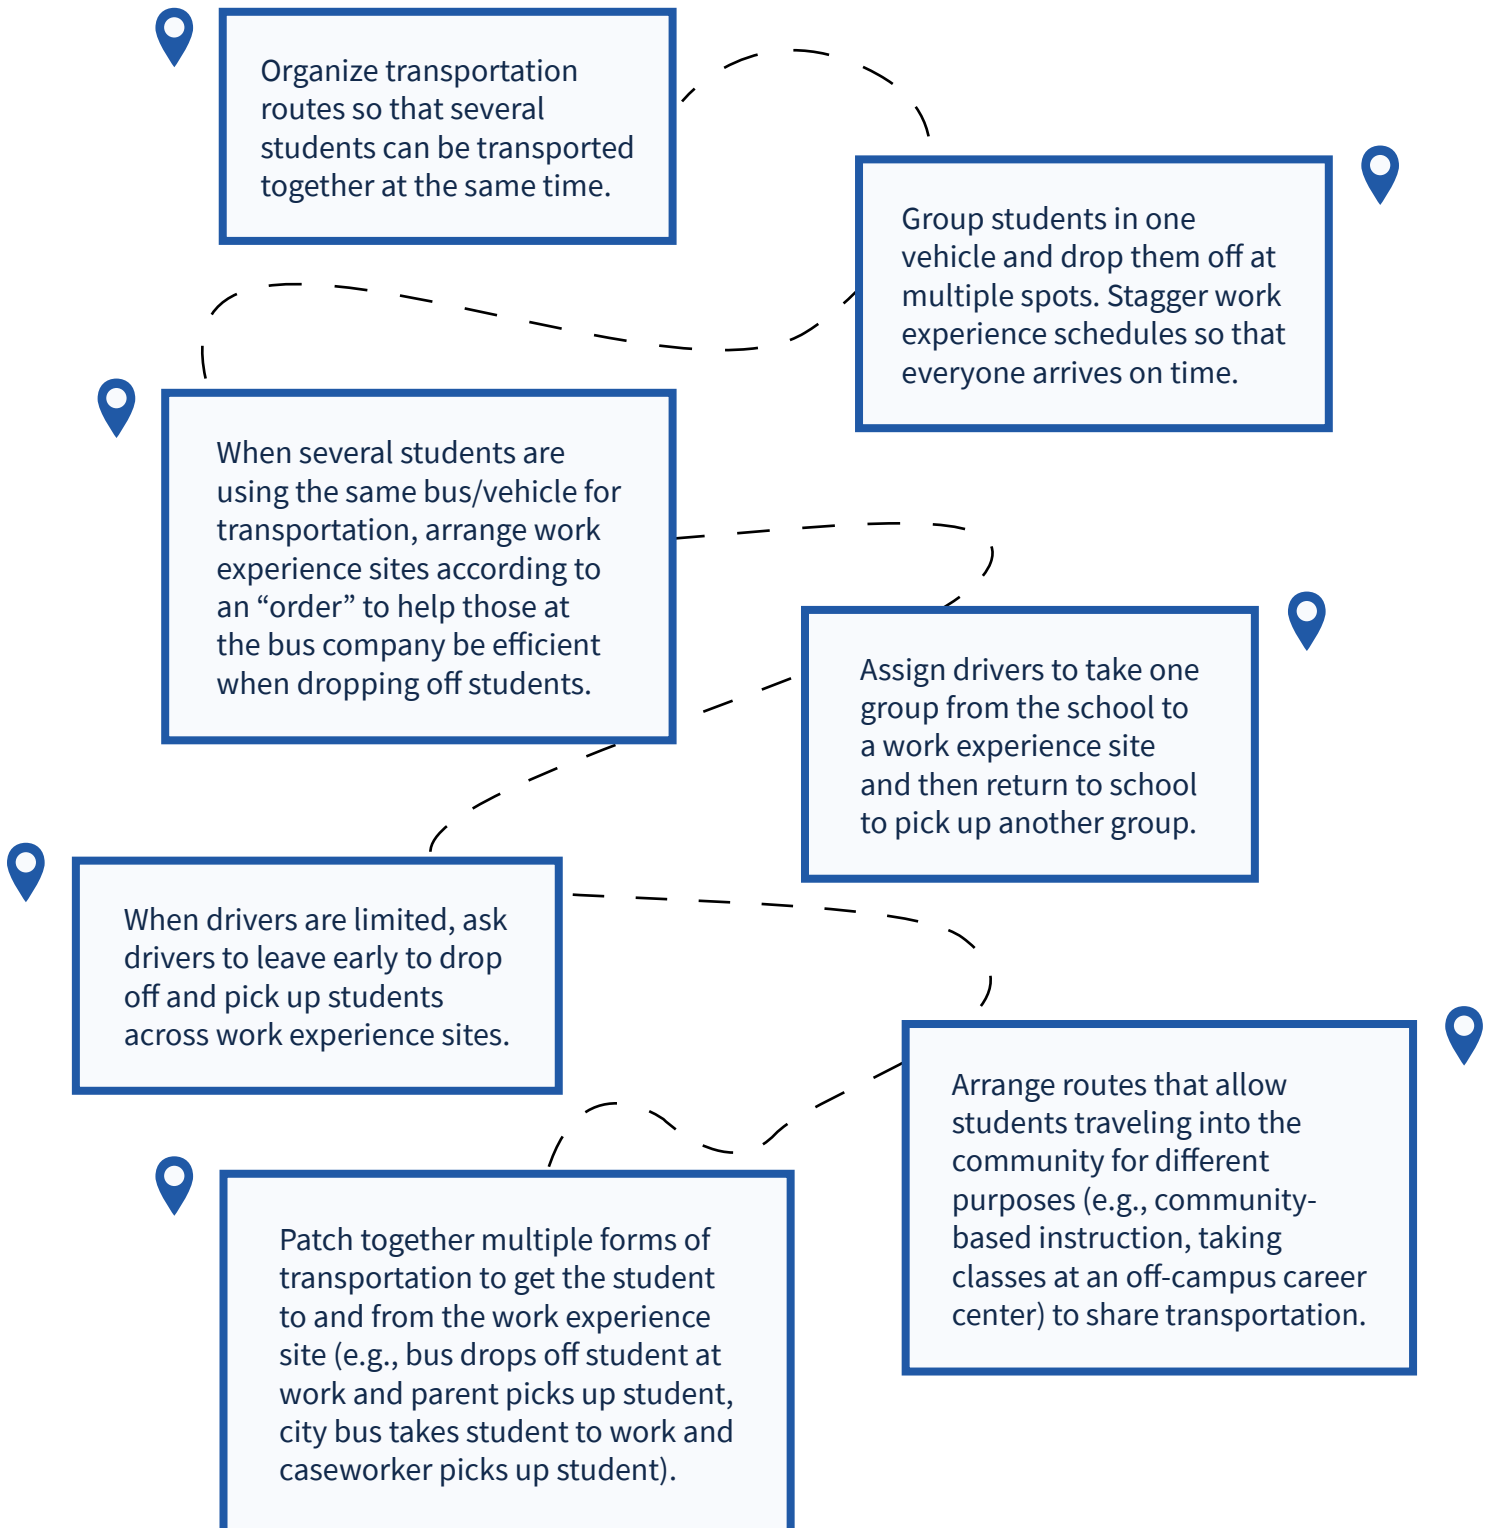 Organize transportation
routes so that several
students can be transported
together at the same time.
Group students in one
vehicle and drop them off at
multiple spots. Stagger work
experience schedules so that
everyone arrives on time.
When several students are
using the same bus/vehicle for
transportation, arrange work
experience sites according to
an “order” to help those at
the bus company be efficient
when dropping off students.
Assign drivers to take one
group from the school to
a work experience site
and then return to school
to pick up another group.
When drivers are limited, ask
drivers to leave early to drop
off and pick up students
across work experience sites.
Arrange routes that allow
students traveling into the
community for different
purposes (e.g., community-
based instruction, taking
classes at an off-campus career
center) to share transportation.
Patch together multiple forms of
transportation to get the student
to and from the work experience
site (e.g., bus drops off student at
work and parent picks up student,
city bus takes student to work and
caseworker picks up student).